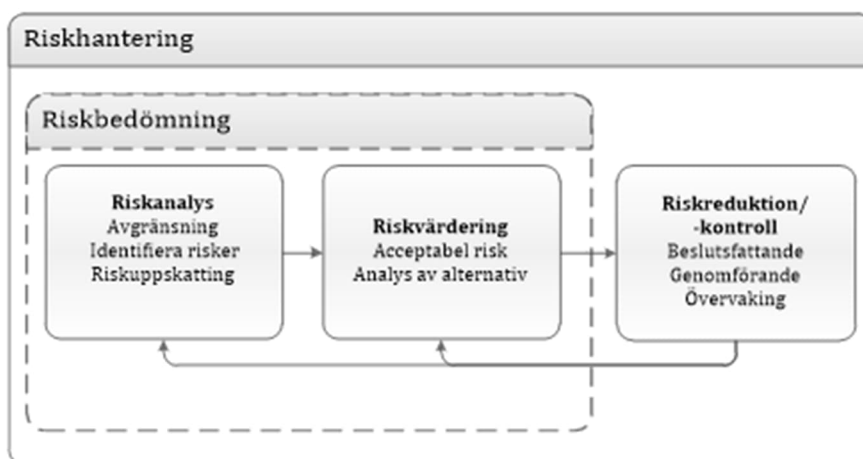 Riskhantering
Riskbedömning
Riskanalys
Avgränsning
Identifiera risker
Riskuppskatting
Riskvärdering
Acceptabel risk
Analys av alternativ
Riskreduktion/
-kontroll
Beslutsfattande
Genomförande
Övervaking